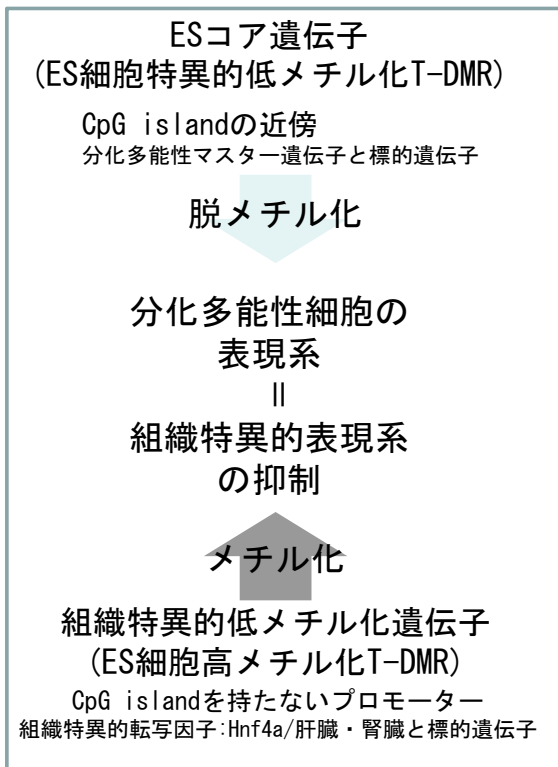 ESコア遺伝子
(ES細胞特異的低メチル化T-DMR)
CpG islandの近傍
分化多能性マスター遺伝子と標的遺伝子
脱メチル化
分化多能性細胞の
表現系
=
組織特異的表現系
の抑制
メチル化
組織特異的低メチル化遺伝子
(ES細胞高メチル化T-DMR)
CpG islandを持たないプロモーター
組織特異的転写因子:Hnf4a/肝臓・腎臓と標的遺伝子